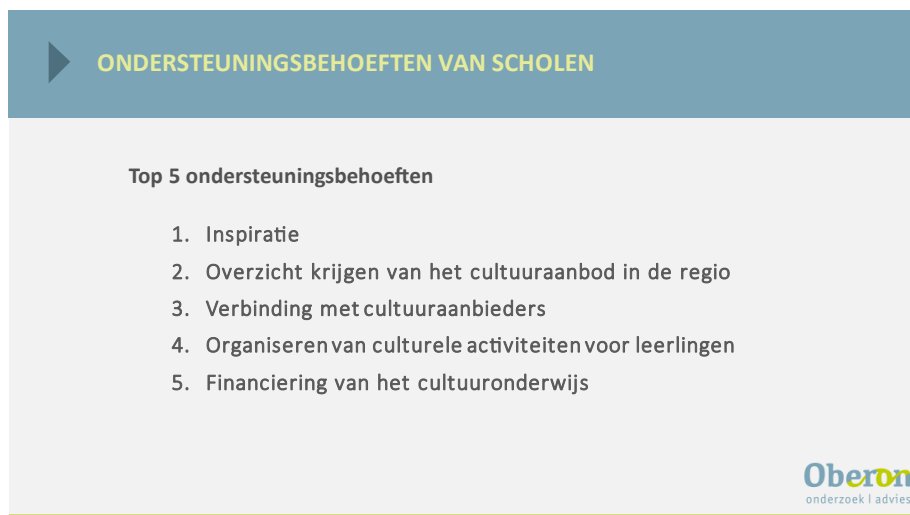 ONDERSTEUNINGSBEHOEFTEN VAN SCHOLEN
Top 5 ondersteuningsbehoeften
1. Inspiratie
2. Overzicht krijgen van het cultuuraanbod in de regio
3. Verbinding met cultuuraanbieders
4. Organiseren van culturele activiteiten voor leerlingen
5. Financiering van het cultuuronderwijs
Oberon
onderzoek | advies